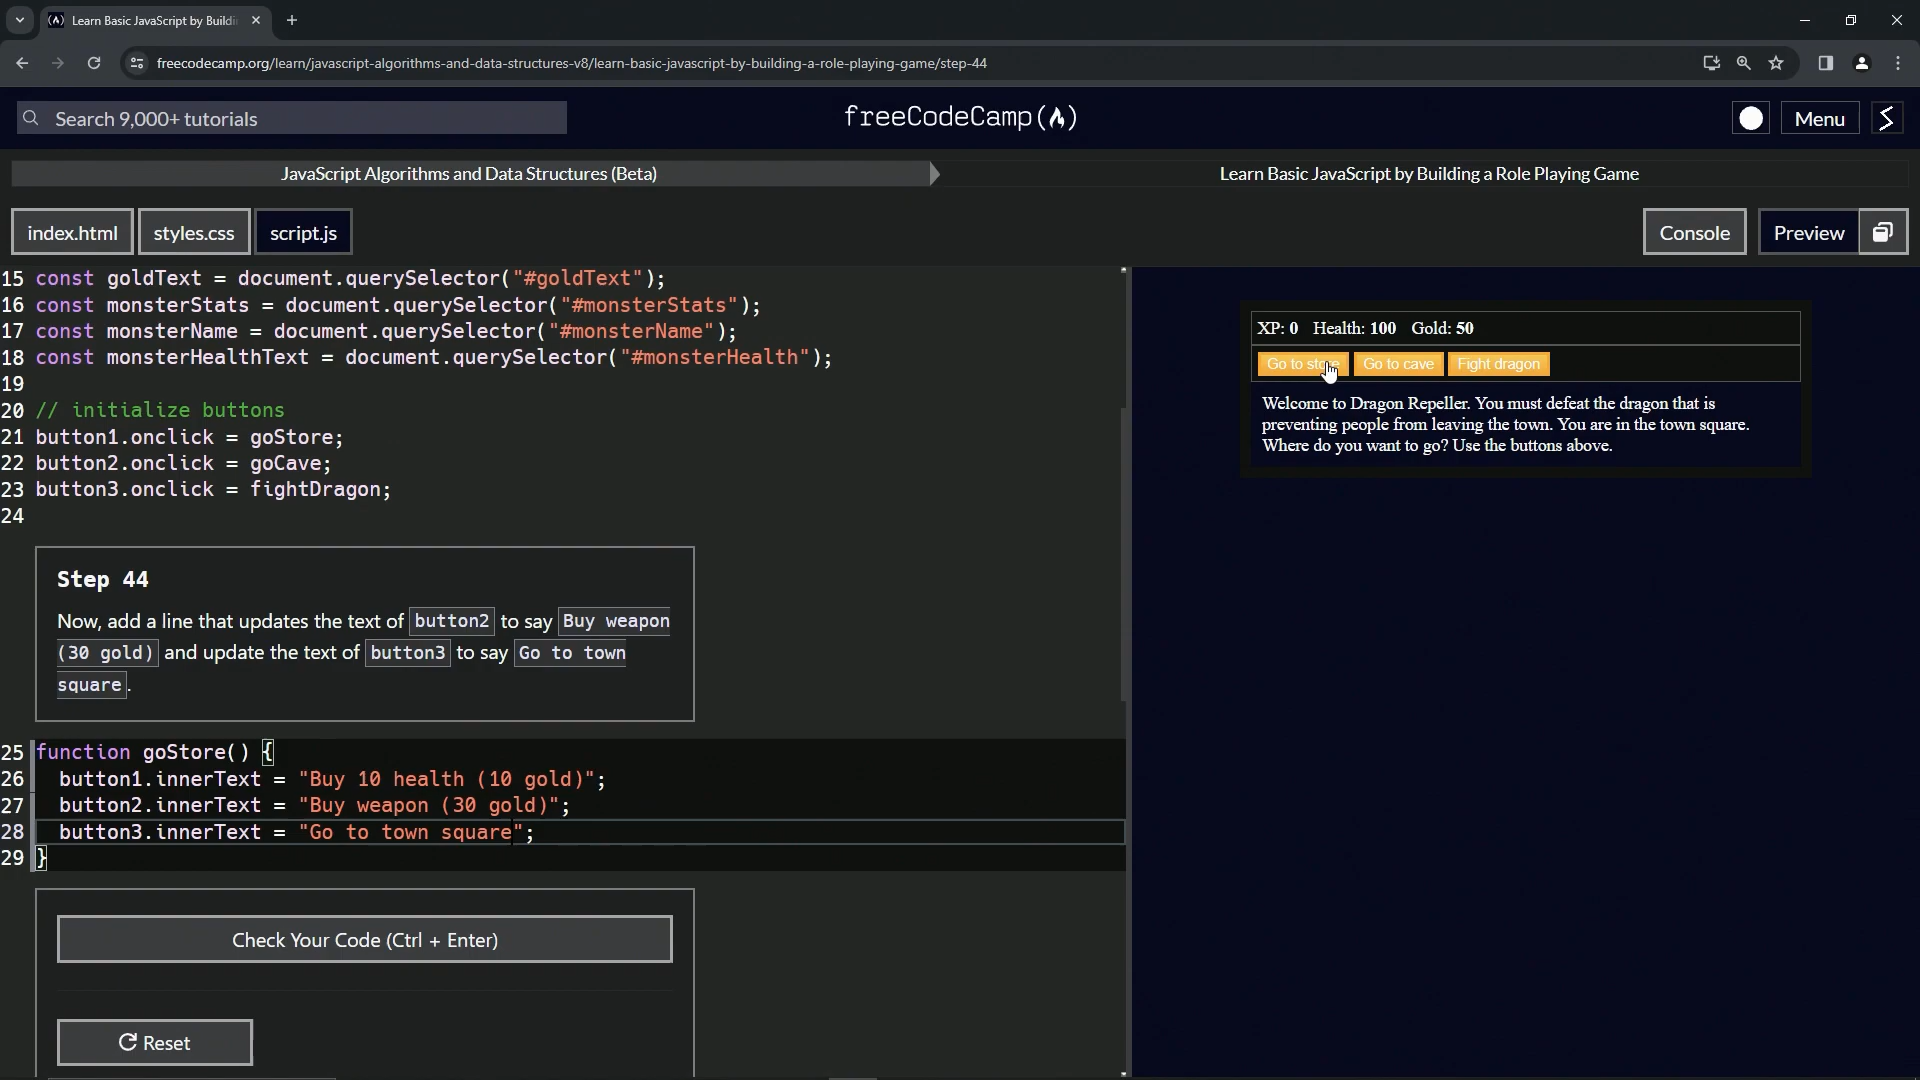 Learn Basic JavaScript by Buildi
freecodecamp.org/learn/javascript-algorithms-and-data-structures-v8/learn-basic-javascript-by-building-a-role-playing-game/step-44
Search 9,000+ tutorials
freeCodeCamp(🔥)
Menu
JavaScript Algorithms and Data Structures (Beta)
Learn Basic JavaScript by Building a Role Playing Game
index.html
styles.css
script.js
Console
Preview
15 const goldText = document.querySelector("#goldText");
16 const monsterStats = document.querySelector("#monsterStats");
17 const monsterName = document.querySelector("#monsterName");
18 const monsterHealthText = document.querySelector("#monsterHealth");
19
20 // initialize buttons
21 button1.onclick = goStore;
22 button2.onclick = goCave;
23 button3.onclick = fightDragon;
24
Step 44
Now, add a line that updates the text of button2 to say Buy weapon
(30 gold) and update the text of button3 to say Go to town
square.
25 function goStore() {
26   button1.innerText = "Buy 10 health (10 gold)";
27   button2.innerText = "Buy weapon (30 gold)";
28   button3.innerText = "Go to town square";
29 }
Check Your Code (Ctrl + Enter)
Reset
XP: 0 Health: 100 Gold: 50
Go to store Go to cave Fight dragon
Welcome to Dragon Repeller. You must defeat the dragon that is
preventing people from leaving the town. You are in the town square.
Where do you want to go? Use the buttons above.